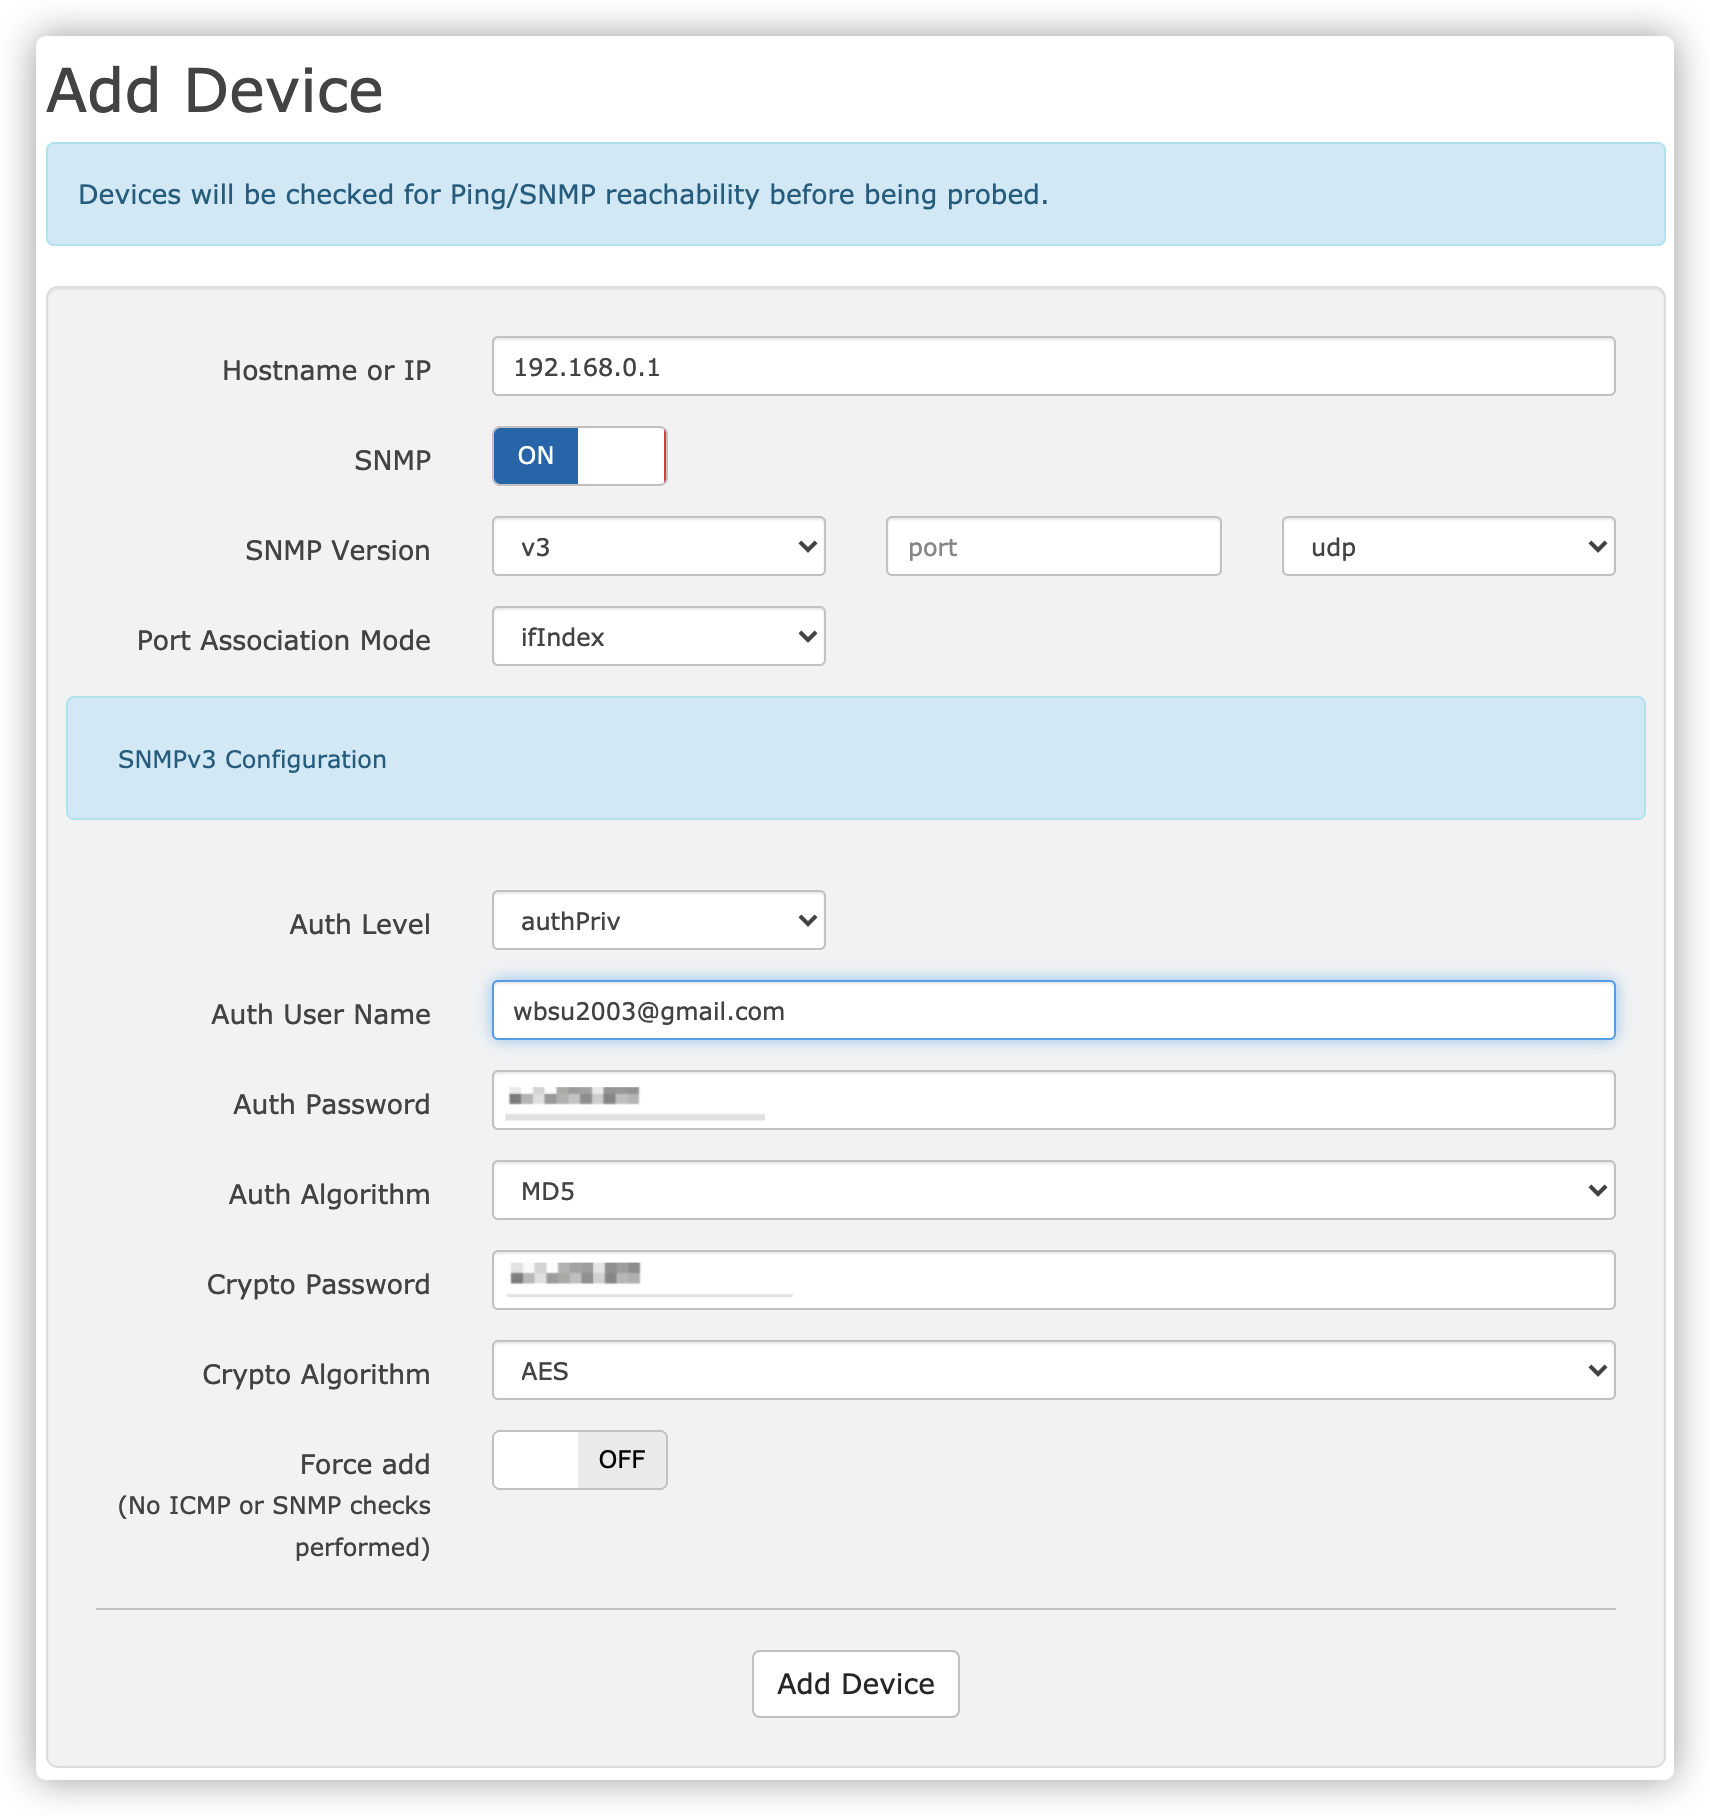 Add Device
Devices will be checked for Ping/SNMP reachability before being probed.
Hostname or IP 192.168.0.1
SNMP ON
SNMP Version v3 port udp
Port Association Mode ifIndex
SNMPv3 Configuration
Auth Level authPriv
Auth User Name wbsu2003@gmail.com
Auth Password
Auth Algorithm MD5
Crypto Password
Crypto Algorithm AES
Force add OFF
(No ICMP or SNMP checks
performed)
Add Device